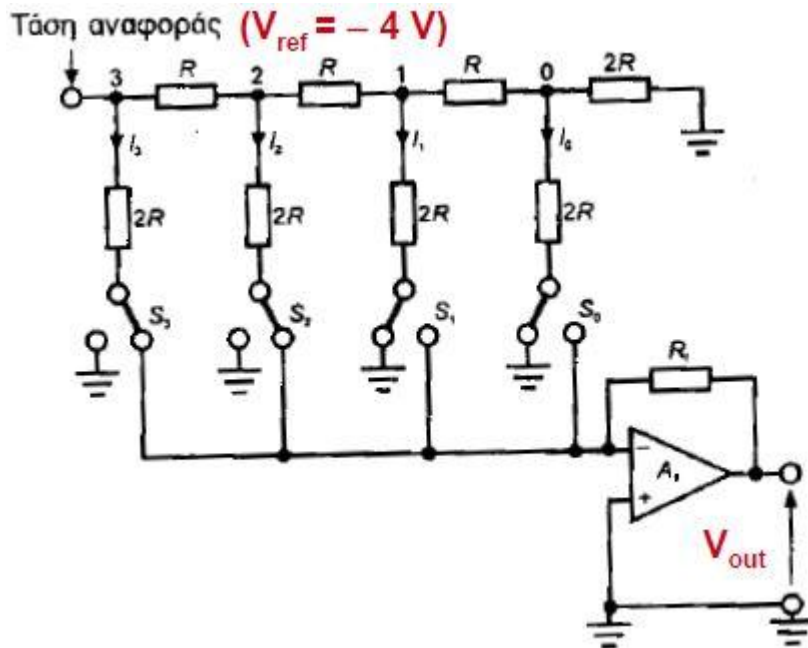 Τάση αναφοράς (V_ref = – 4 V)
3 R 2 R 1 R 0 2R
I₃ I₂ I₁ I₀
2R 2R 2R 2R
S₃ S₂ S₁ S₀
R₁
−
A₁
+
V_out